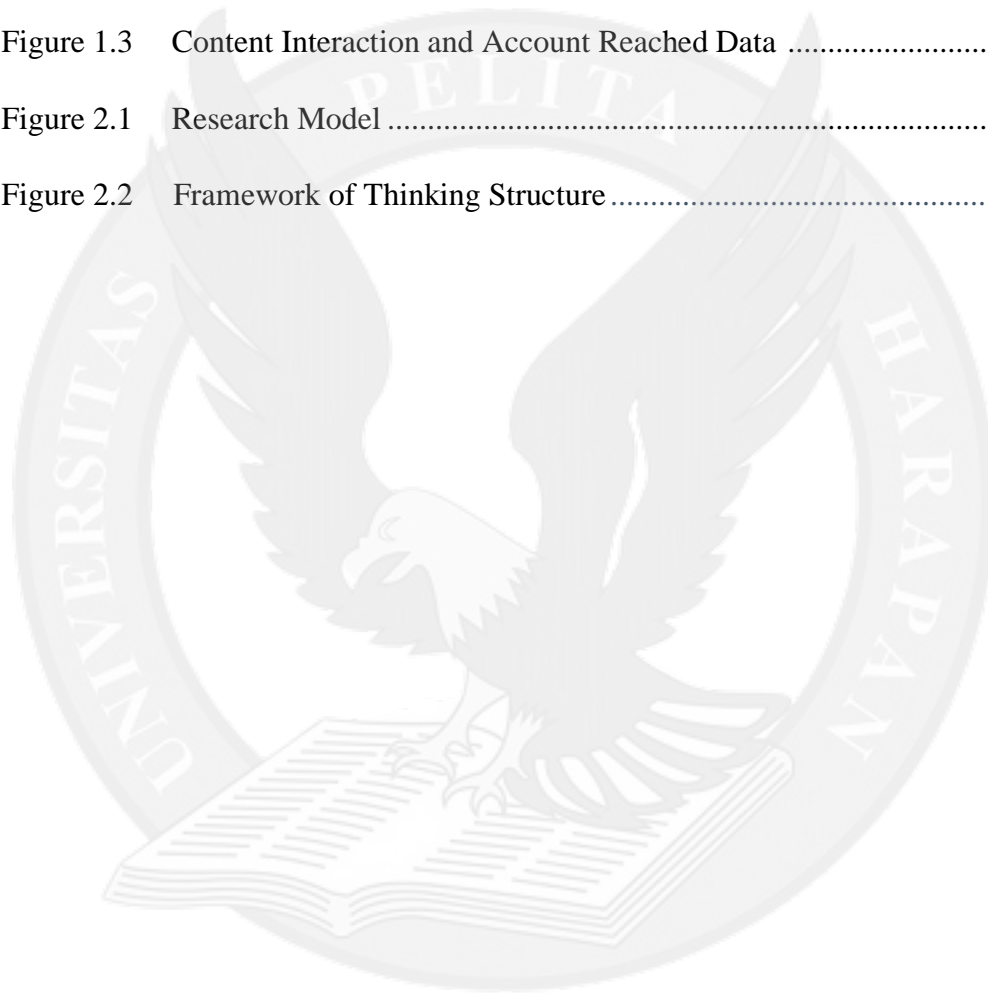 Figure 1.3 Content Interaction and Account Reached Data ........................
Figure 2.1 Research Model .........................................................................
Figure 2.2 Framework of Thinking Structure .............................................
UNIVERSITAS PELITA HARAPAN